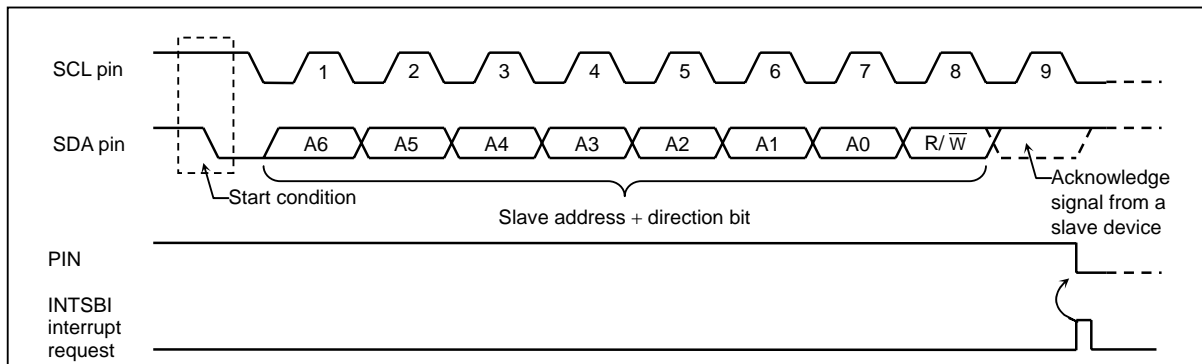 SCL pin
1 2 3 4 5 6 7 8 9
SDA pin
A6 A5 A4 A3 A2 A1 A0 R/ W̅
Start condition
Slave address + direction bit
Acknowledge
signal from a
slave device
PIN
INTSBI
interrupt
request